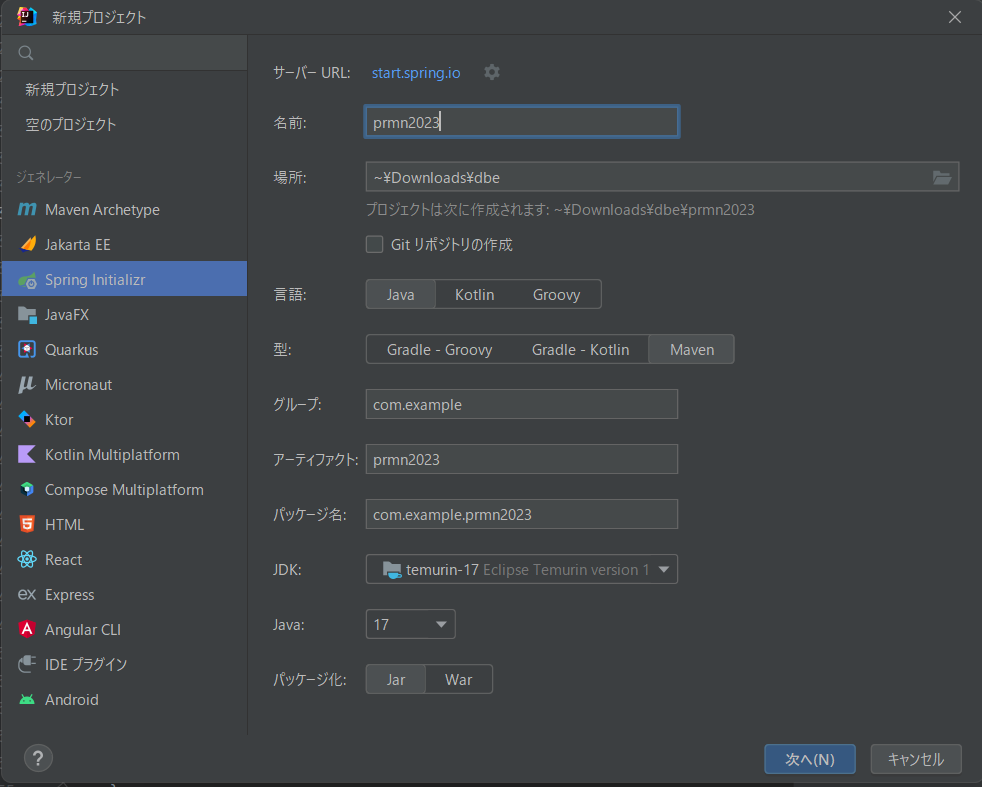 新規プロジェクト
新規プロジェクト
空のプロジェクト
ジェネレーター
Maven Archetype
Jakarta EE
Spring Initializr
JavaFX
Quarkus
Micronaut
Ktor
Kotlin Multiplatform
Compose Multiplatform
HTML
React
Express
Angular CLI
IDE プラグイン
Android
サーバー URL: start.spring.io
名前: prmn2023
場所: ~¥Downloads¥dbe
プロジェクトは次に作成されます: ~¥Downloads¥dbe¥prmn2023
Git リポジトリの作成
言語: Java Kotlin Groovy
型: Gradle - Groovy Gradle - Kotlin Maven
グループ: com.example
アーティファクト: prmn2023
パッケージ名: com.example.prmn2023
JDK: temurin-17 Eclipse Temurin version 1
Java: 17
パッケージ化: Jar War
?
次へ(N) キャンセル